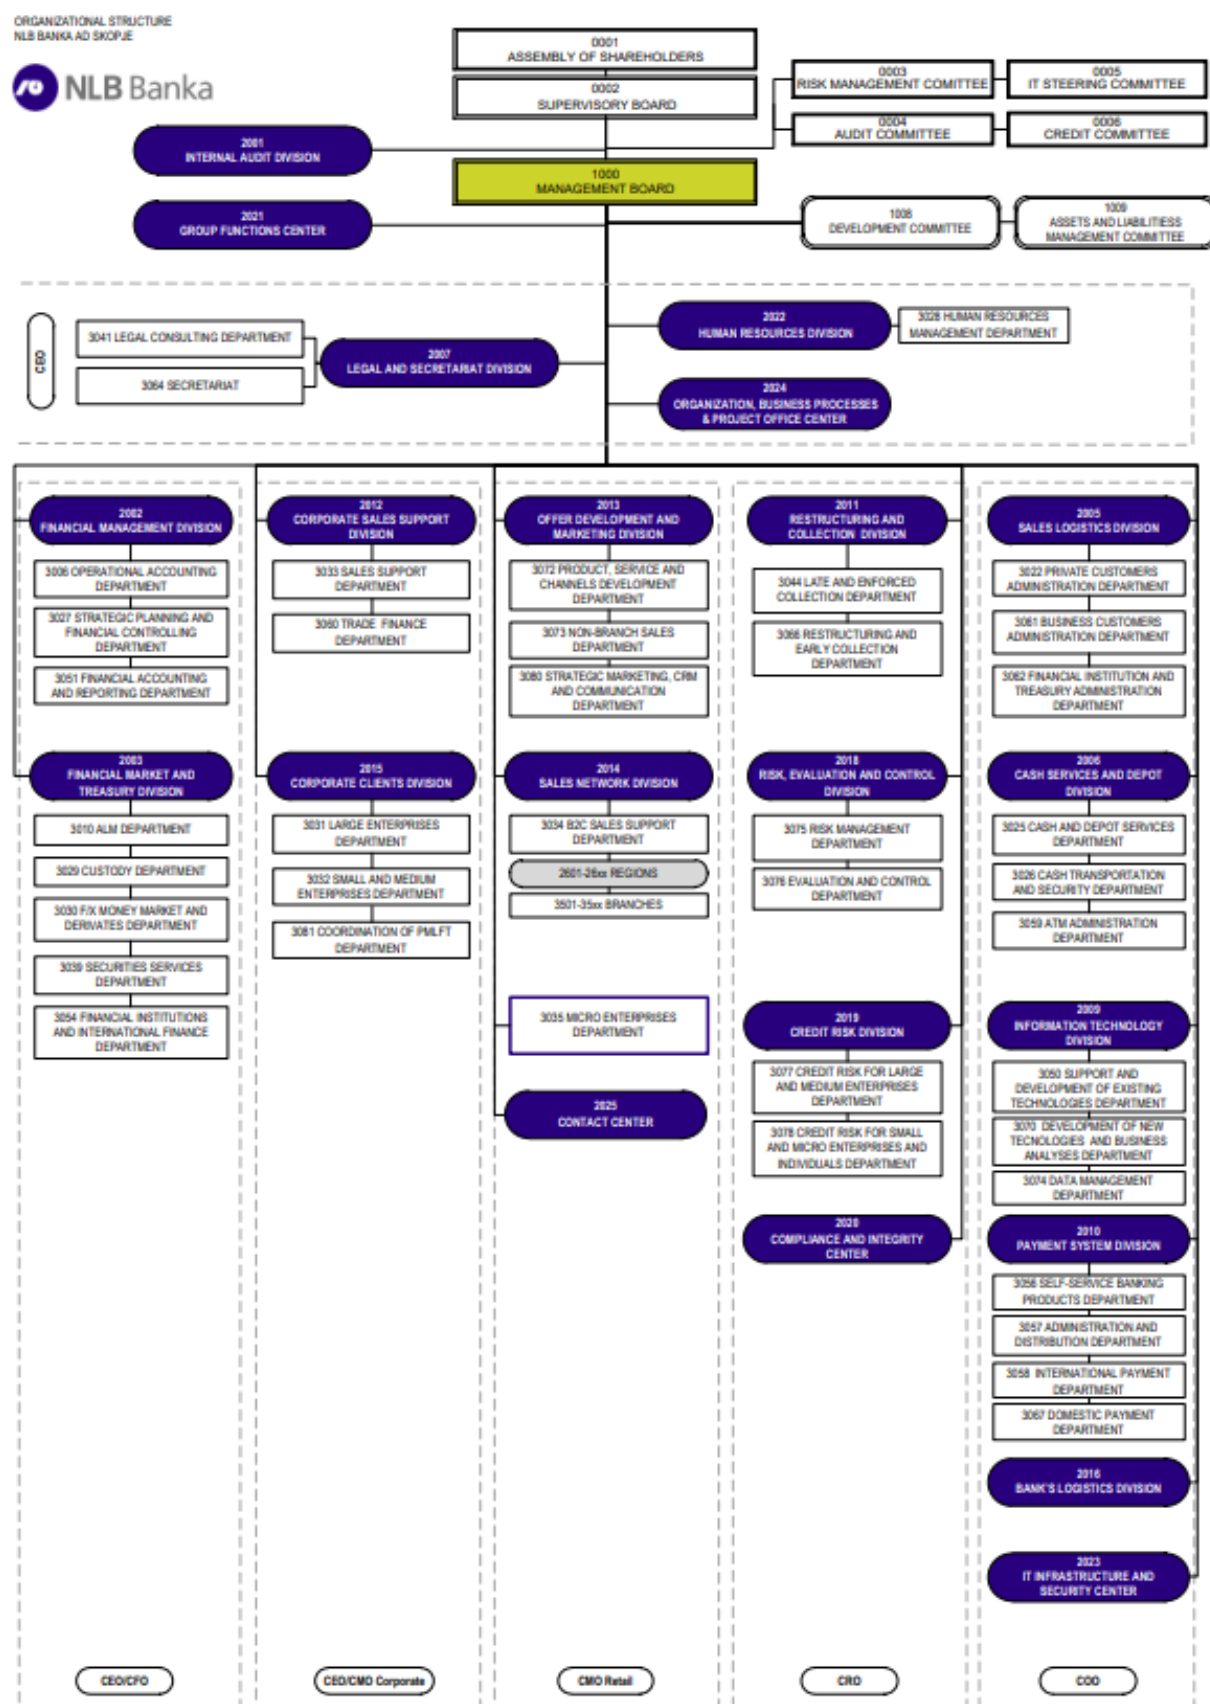 ORGANIZATIONAL STRUCTURE
NLB BANKA AD SKOPJE
NLB Banka
0001
ASSEMBLY OF SHAREHOLDERS
0002
SUPERVISORY BOARD
0003
RISK MANAGEMENT COMITTEE
0005
IT STEERING COMMITTEE
0004
AUDIT COMMITTEE
0006
CREDIT COMMITTEE
2001
INTERNAL AUDIT DIVISION
1000
MANAGEMENT BOARD
2021
GROUP FUNCTIONS CENTER
1008
DEVELOPMENT COMMITTEE
1009
ASSETS AND LIABILITIESS
MANAGEMENT COMMITTEE
CEO
3041 LEGAL CONSULTING DEPARTMENT
3064 SECRETARIAT
2007
LEGAL AND SECRETARIAT DIVISION
2022
HUMAN RESOURCES DIVISION
3028 HUMAN RESOURCES
MANAGEMENT DEPARTMENT
2024
ORGANIZATION, BUSINESS PROCESSES
& PROJECT OFFICE CENTER
2002
FINANCIAL MANAGEMENT DIVISION
3006 OPERATIONAL ACCOUNTING
DEPARTMENT
3027 STRATEGIC PLANNING AND
FINANCIAL CONTROLLING
DEPARTMENT
3051 FINANCIAL ACCOUNTING
AND REPORTING DEPARTMENT
2003
FINANCIAL MARKET AND
TREASURY DIVISION
3010 ALM DEPARTMENT
3029 CUSTODY DEPARTMENT
3030 F/X MONEY MARKET AND
DERIVATES DEPARTMENT
3039 SECURITIES SERVICES
DEPARTMENT
3054 FINANCIAL INSTITUTIONS
AND INTERNATIONAL FINANCE
DEPARTMENT
CEO/CFO
2012
CORPORATE SALES SUPPORT
DIVISION
3033 SALES SUPPORT
DEPARTMENT
3060 TRADE FINANCE
DEPARTMENT
2015
CORPORATE CLIENTS DIVISION
3031 LARGE ENTERPRISES
DEPARTMENT
3032 SMALL AND MEDIUM
ENTERPRISES DEPARTMENT
3081 COORDINATION OF PMLFT
DEPARTMENT
CEO/CMO Corporate
2013
OFFER DEVELOPMENT AND
MARKETING DIVISION
3072 PRODUCT, SERVICE AND
CHANNELS DEVELOPMENT
DEPARTMENT
3073 NON-BRANCH SALES
DEPARTMENT
3080 STRATEGIC MARKETING, CRM
AND COMMUNICATION
DEPARTMENT
2014
SALES NETWORK DIVISION
3034 B2C SALES SUPPORT
DEPARTMENT
2601-26xx REGIONS
3501-35xx BRANCHES
3035 MICRO ENTERPRISES
DEPARTMENT
2025
CONTACT CENTER
CMO Retail
2011
RESTRUCTURING AND
COLLECTION DIVISION
3044 LATE AND ENFORCED
COLLECTION DEPARTMENT
3066 RESTRUCTURING AND
EARLY COLLECTION
DEPARTMENT
2018
RISK, EVALUATION AND CONTROL
DIVISION
3075 RISK MANAGEMENT
DEPARTMENT
3076 EVALUATION AND CONTROL
DEPARTMENT
2019
CREDIT RISK DIVISION
3077 CREDIT RISK FOR LARGE
AND MEDIUM ENTERPRISES
DEPARTMENT
3078 CREDIT RISK FOR SMALL
AND MICRO ENTERPRISES AND
INDIVIDUALS DEPARTMENT
2020
COMPLIANCE AND INTEGRITY
CENTER
CRO
2005
SALES LOGISTICS DIVISION
3022 PRIVATE CUSTOMERS
ADMINISTRATION DEPARTMENT
3061 BUSINESS CUSTOMERS
ADMINISTRATION DEPARTMENT
3062 FINANCIAL INSTITUTION AND
TREASURY ADMINISTRATION
DEPARTMENT
2006
CASH SERVICES AND DEPOT
DIVISION
3025 CASH AND DEPOT SERVICES
DEPARTMENT
3026 CASH TRANSPORTATION
AND SECURITY DEPARTMENT
3059 ATM ADMINISTRATION
DEPARTMENT
2009
INFORMATION TECHNOLOGY
DIVISION
3050 SUPPORT AND
DEVELOPMENT OF EXISTING
TECHNOLOGIES DEPARTMENT
3070 DEVELOPMENT OF NEW
TECNOLOGIES AND BUSINESS
ANALYSES DEPARTMENT
3074 DATA MANAGEMENT
DEPARTMENT
2010
PAYMENT SYSTEM DIVISION
3056 SELF-SERVICE BANKING
PRODUCTS DEPARTMENT
3057 ADMINISTRATION AND
DISTRIBUTION DEPARTMENT
3058 INTERNATIONAL PAYMENT
DEPARTMENT
3067 DOMESTIC PAYMENT
DEPARTMENT
2016
BANK'S LOGISTICS DIVISION
2023
IT INFRASTRUCTURE AND
SECURITY CENTER
COO